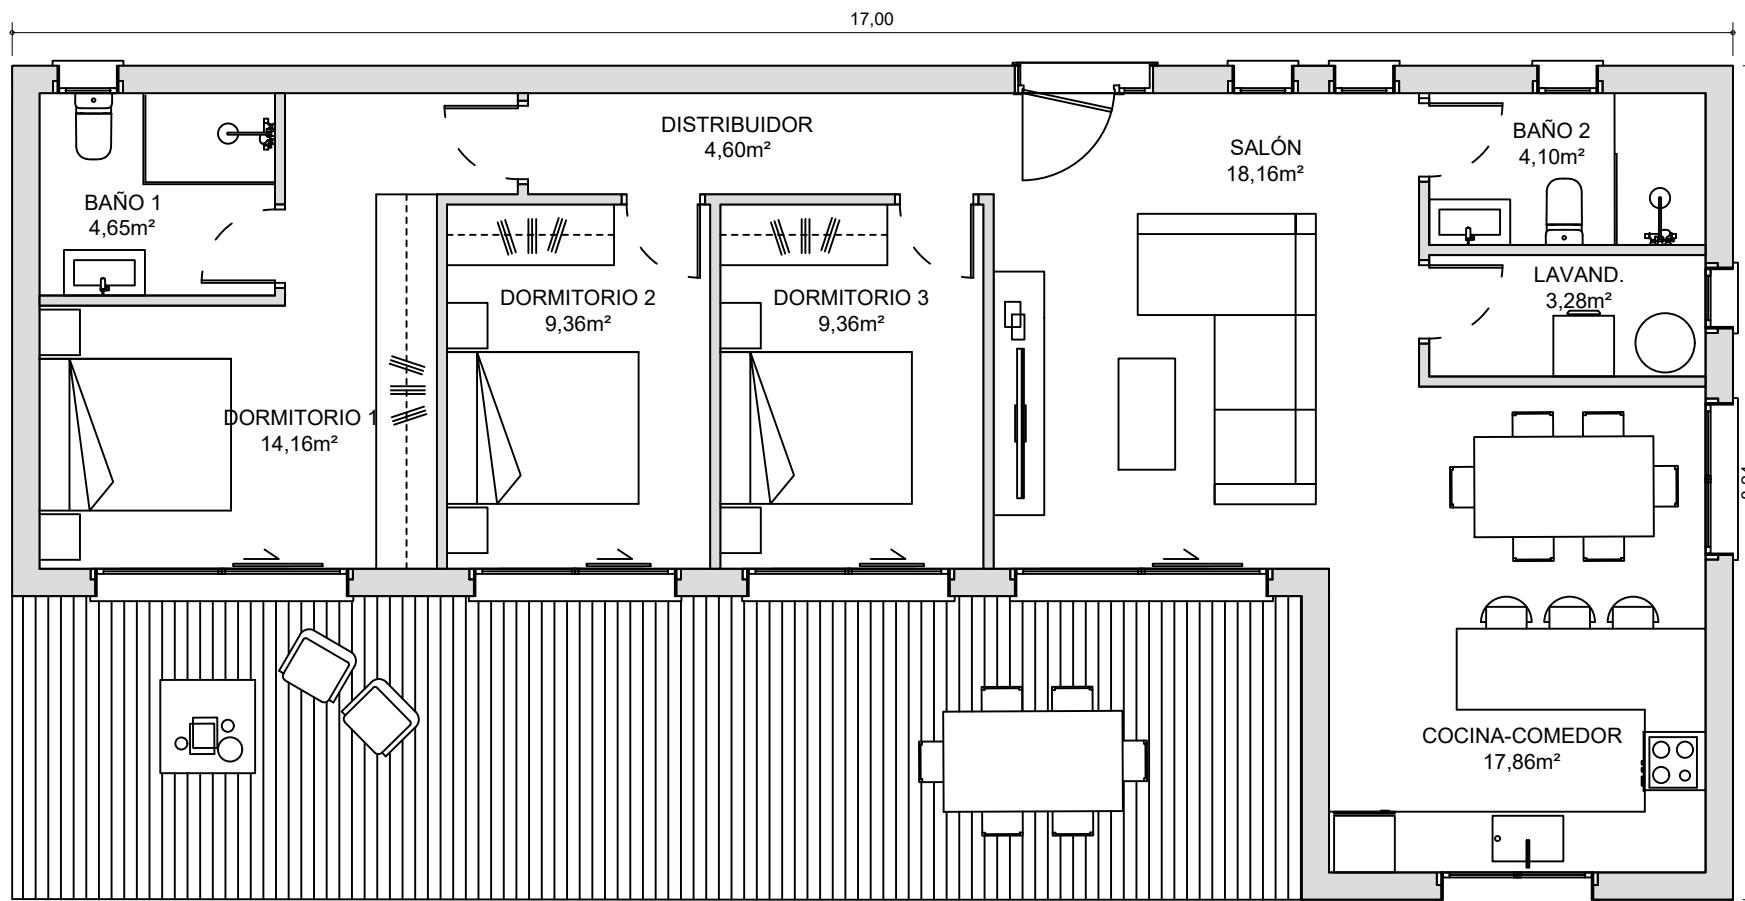 17,00
DISTRIBUIDOR
4,60m²
SALÓN
18,16m²
BAÑO 2
4,10m²
BAÑO 1
4,65m²
LAVAND.
3,28m²
DORMITORIO 2
9,36m²
DORMITORIO 3
9,36m²
DORMITORIO 1
14,16m²
COCINA-COMEDOR
17,86m²